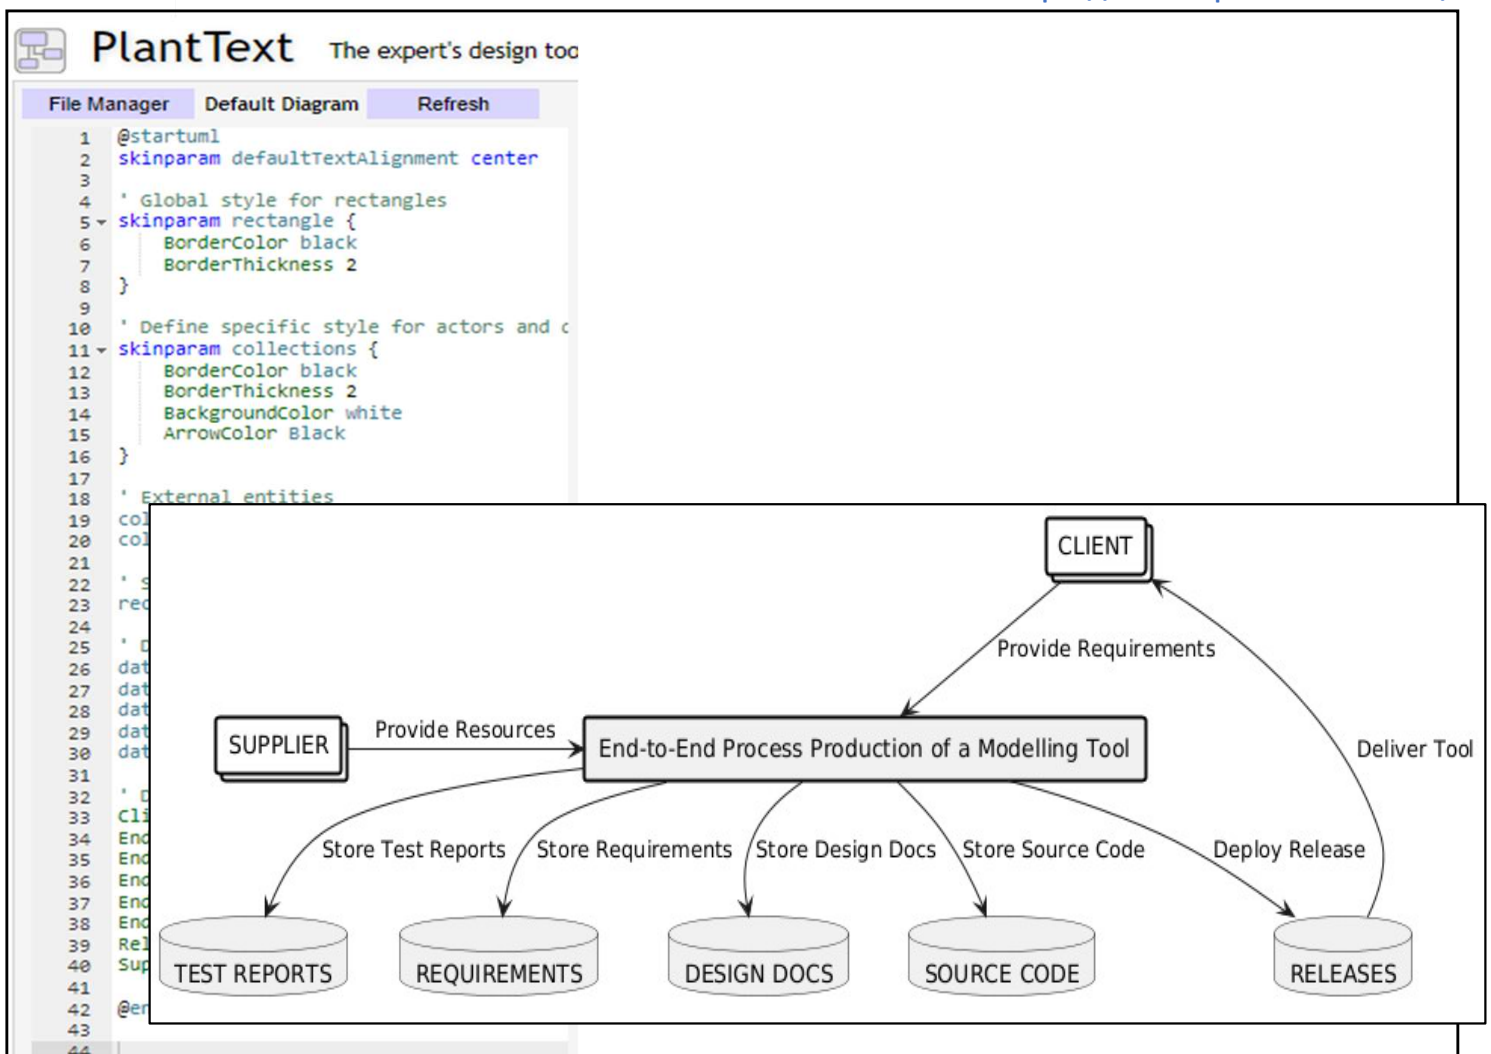 PlantText The expert's design too
File Manager Default Diagram Refresh
1 @startuml
2 skinparam defaultTextAlignment center
3
4 ' Global style for rectangles
5 skinparam rectangle {
6 BorderColor black
7 BorderThickness 2
8 }
9
10 ' Define specific style for actors and
11 skinparam collections {
12 BorderColor black
13 BorderThickness 2
14 BackgroundColor white
15 ArrowColor Black
16 }
17
18 ' External entities
19 col
20 col
21
22 ' S
23 rec
24
25 ' D
26 dat
27 dat
28 dat
29 dat
30 dat
31
32 ' D
33 Cli
34 End
35 End
36 End
37 End
38 End
39 Rel
40 Sup
41
42 @en
43
44
CLIENT
Provide Requirements
SUPPLIER
Provide Resources
End-to-End Process Production of a Modelling Tool
Deliver Tool
Store Test Reports
Store Requirements
Store Design Docs
Store Source Code
Deploy Release
TEST REPORTS
REQUIREMENTS
DESIGN DOCS
SOURCE CODE
RELEASES